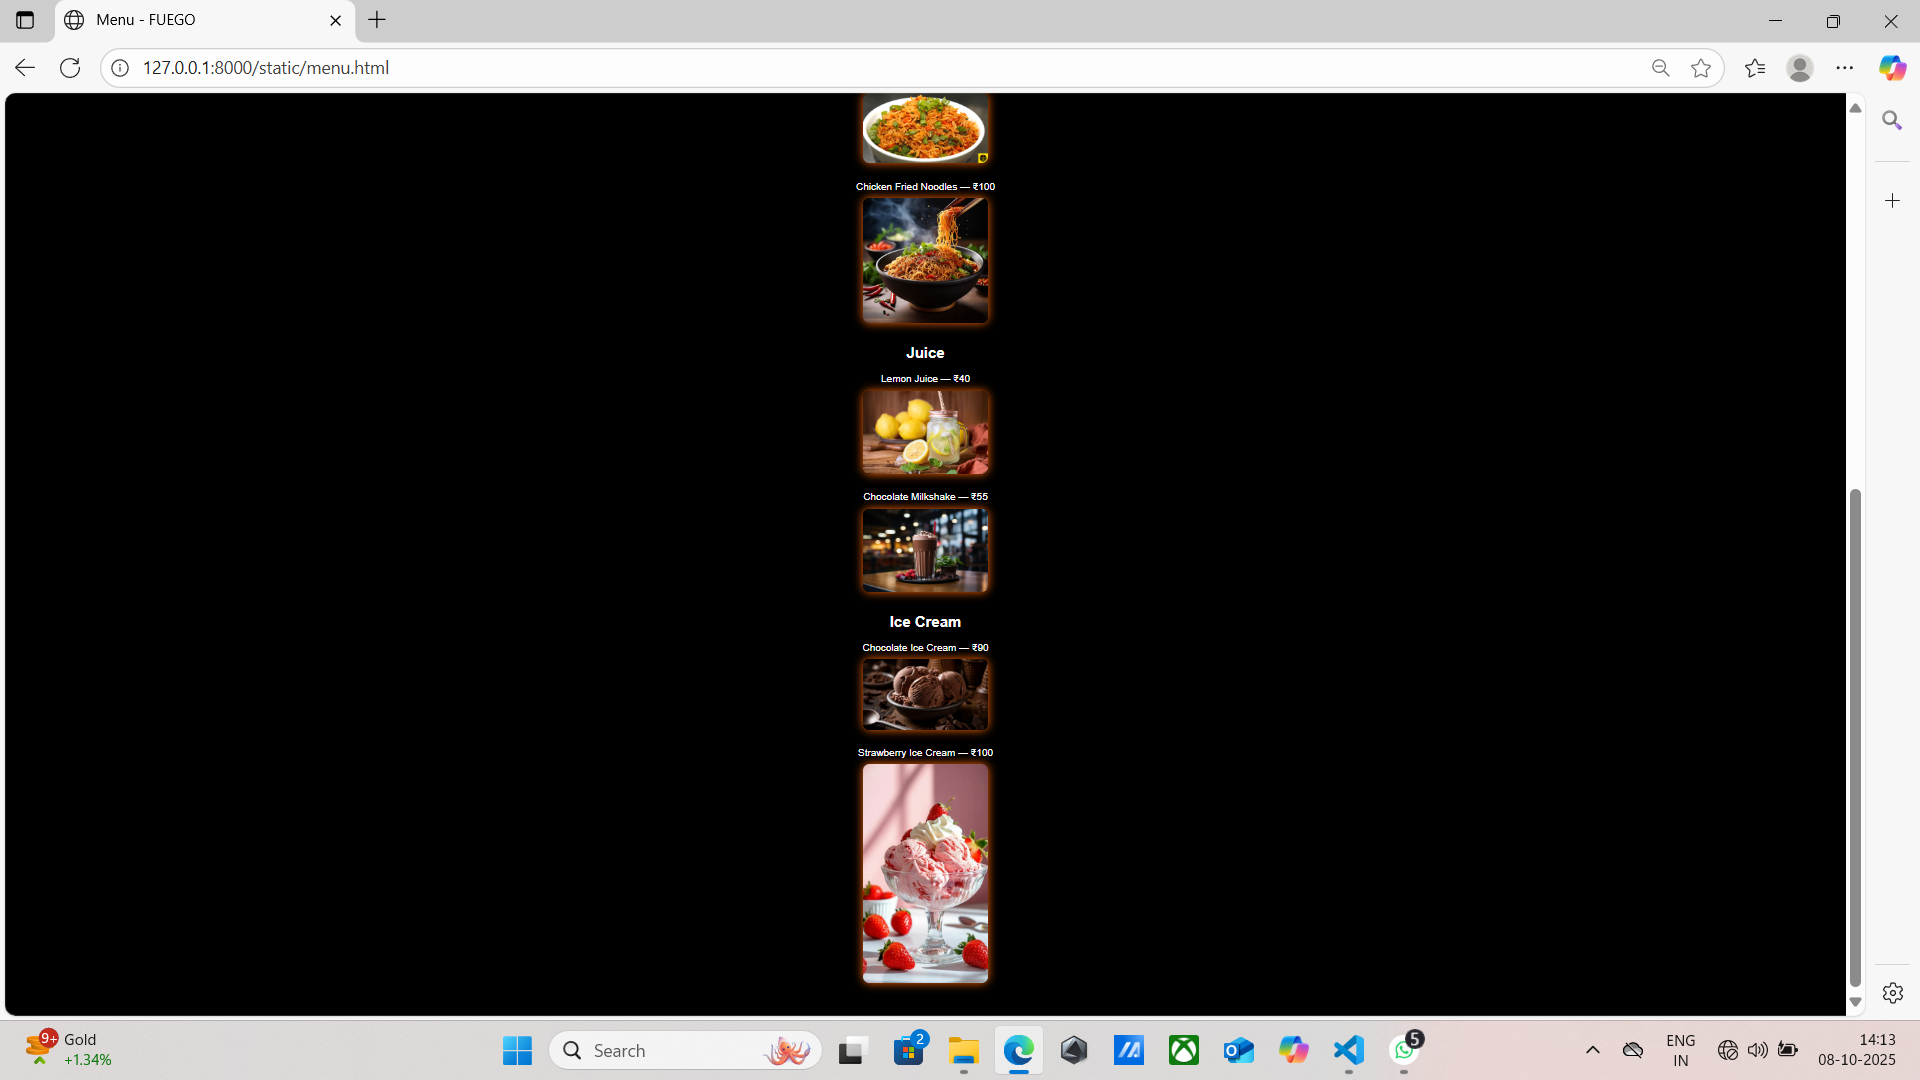 Menu - FUEGO
127.0.0.1:8000/static/menu.html
Chicken Fried Noodles — ₹100
Juice
Lemon Juice — ₹40
Chocolate Milkshake — ₹55
Ice Cream
Chocolate Ice Cream — ₹90
Strawberry Ice Cream — ₹100
9+
Gold
+1.34%
Search
2
5
ENG
IN
14:13
08-10-2025